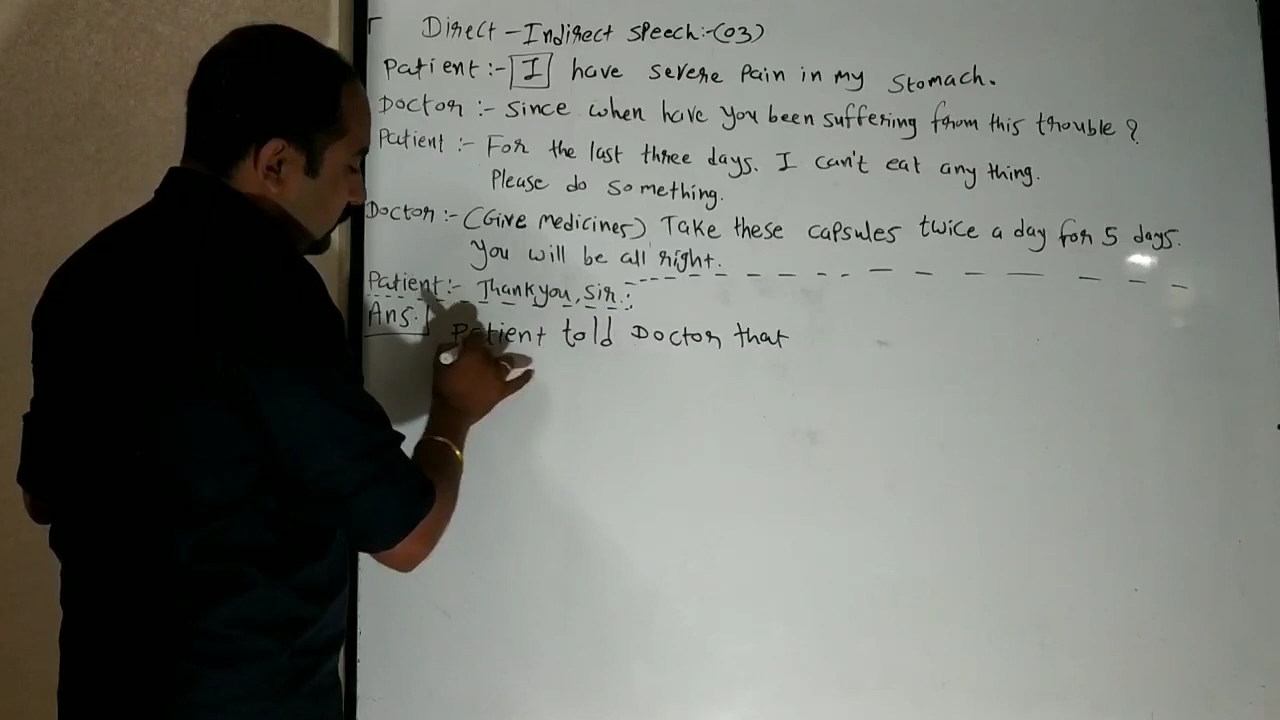 Direct - Indirect speech:-(03)
Patient :- I have severe Pain in my Stomach.
Doctor :- since when have you been suffering from this trouble ?
Patient :- For the last three days. I can't eat any thing.
Please do something.
Doctor :- (Give medicines) Take these capsules twice a day for 5 days.
You will be all right.
Patient :- Thank you, Sir.
Ans. Patient told Doctor that